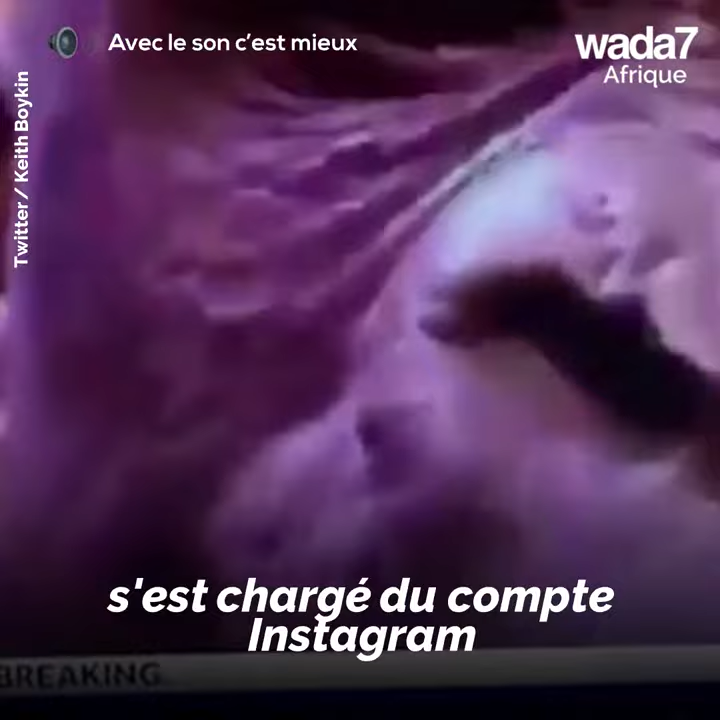 Avec le son c'est mieux
wada7
Afrique
Twitter / Keith Boykin
s'est chargé du compte
Instagram
BREAKING